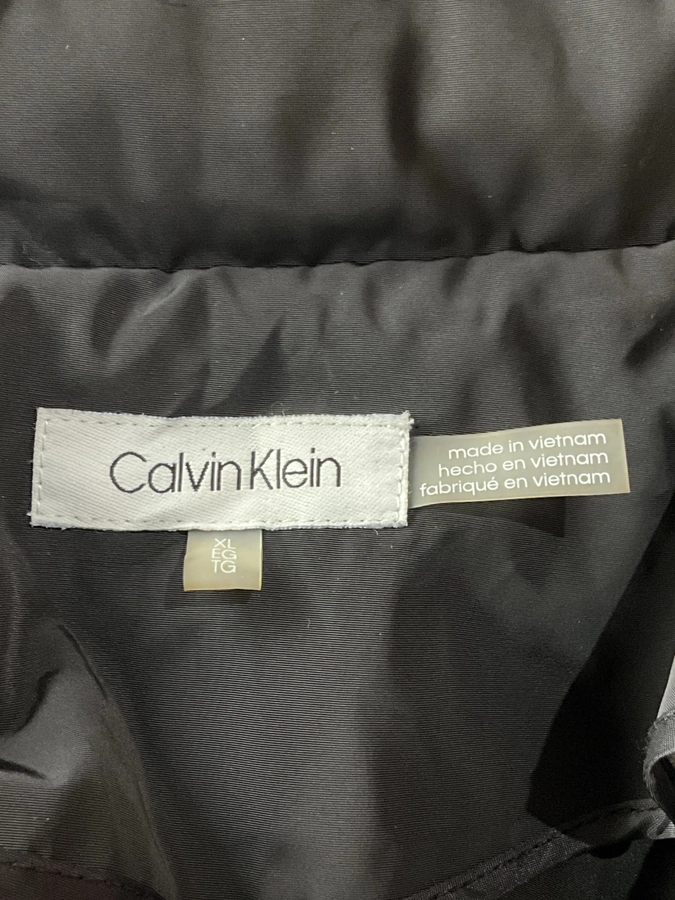 Calvin Klein
made in vietnam
hecho en vietnam
fabriqué en vietnam
XL
EG
TG